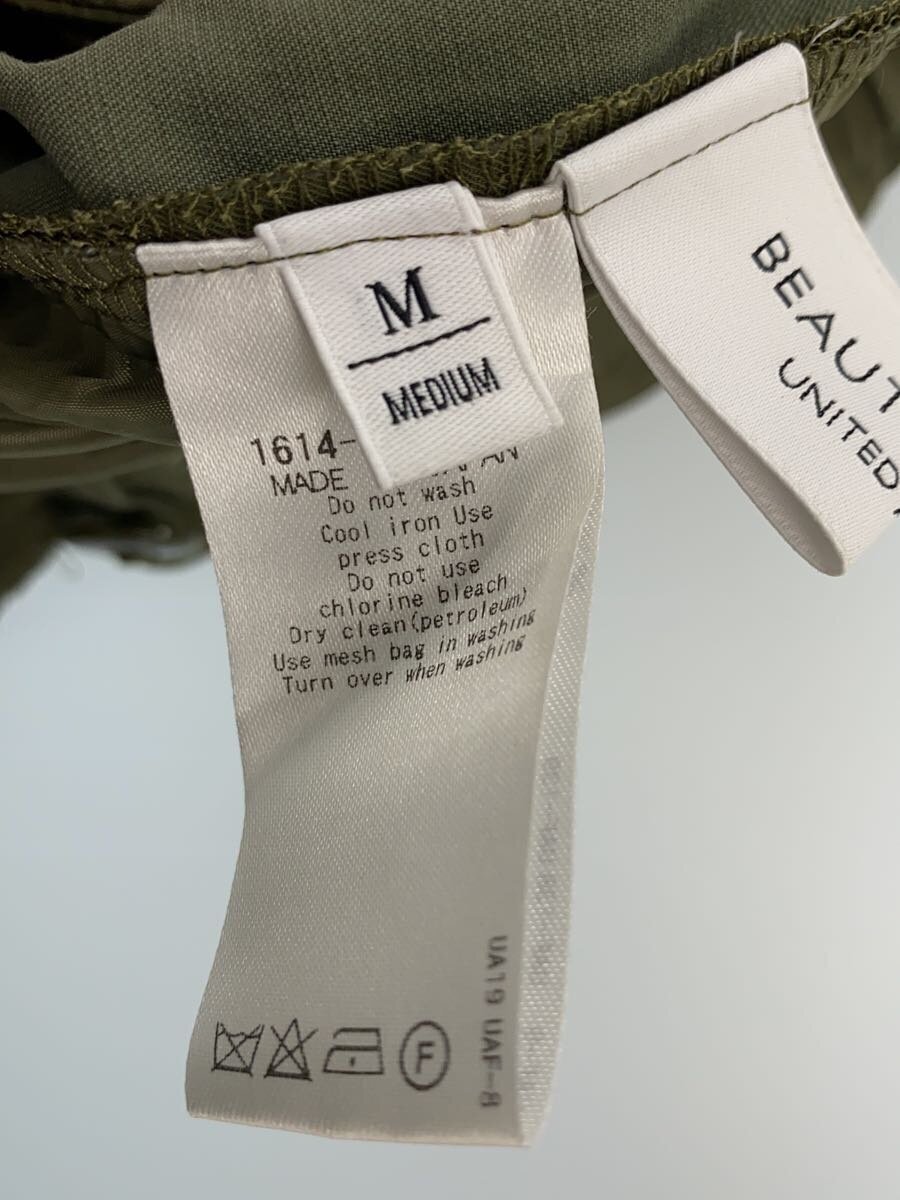 M
MEDIUM
BEAUT
UNITED
1614-
MADE
Do not wash
Cool iron Use
press cloth
Do not use
chlorine bleach
Dry clean(petroleum)
Use mesh bag in washing
Turn over when washing
UA19 UAF-8
F